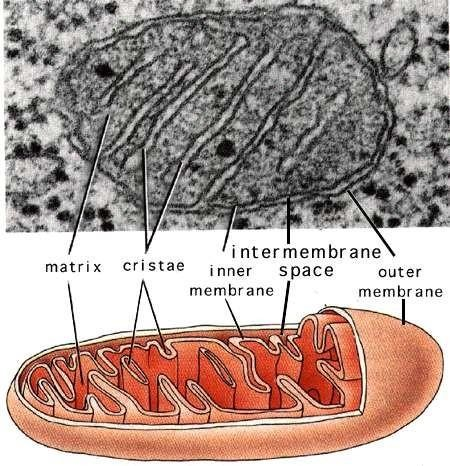 matrix
cristae
inner
membrane
intermembrane
space
outer
membrane